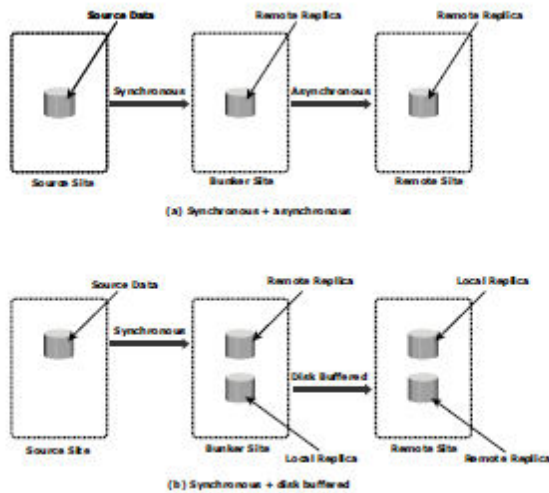 Source Data
Remote Replica
Remote Replica
Synchronous
Asynchronous
Source Site
Bunker Site
Remote Site
(a) Synchronous + asynchronous
Source Data
Remote Replica
Local Replica
Synchronous
Disk Buffered
Source Site
Bunker Site
Local Replica
Remote Site
Remote Replica
(b) Synchronous + disk buffered